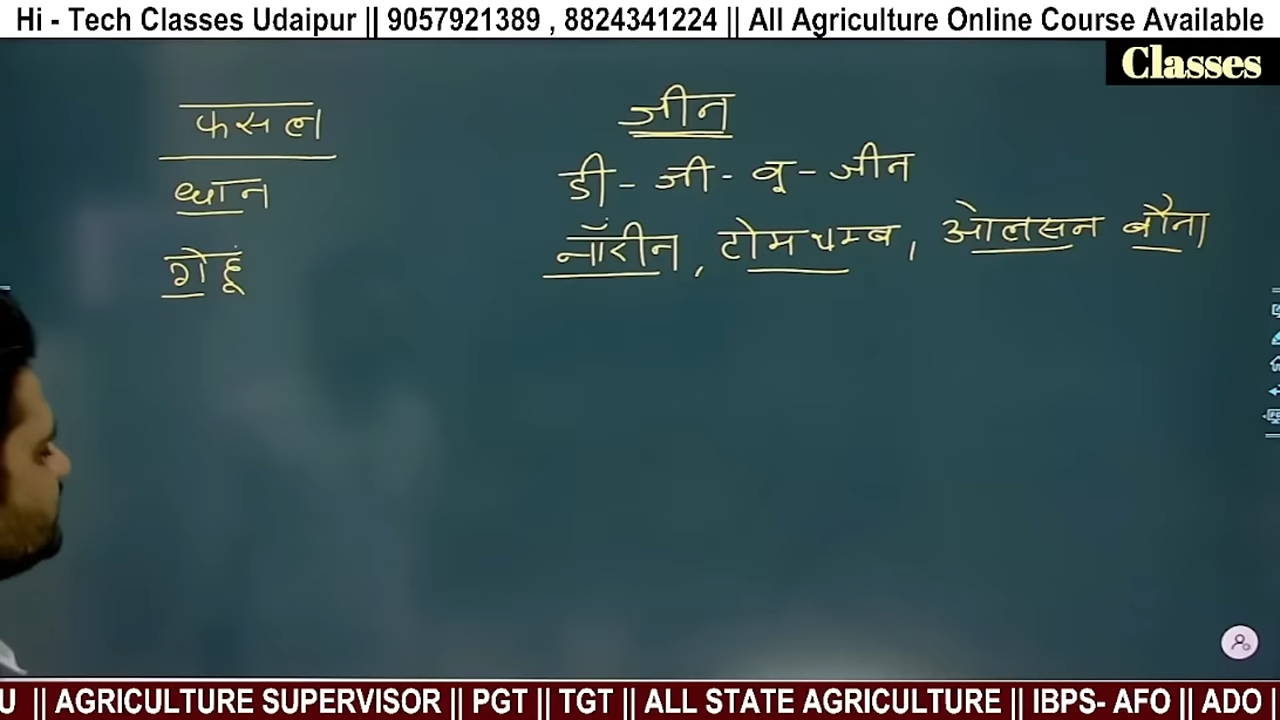 Hi - Tech Classes Udaipur || 9057921389 , 8824341224 || All Agriculture Online Course Available
Classes
फसल जीन
धान डी - जी - वू - जीन
गेहूं नॉरीन , टोमथम्ब , ओलसन बौना
U || AGRICULTURE SUPERVISOR || PGT || TGT || ALL STATE AGRICULTURE || IBPS- AFO || ADO |